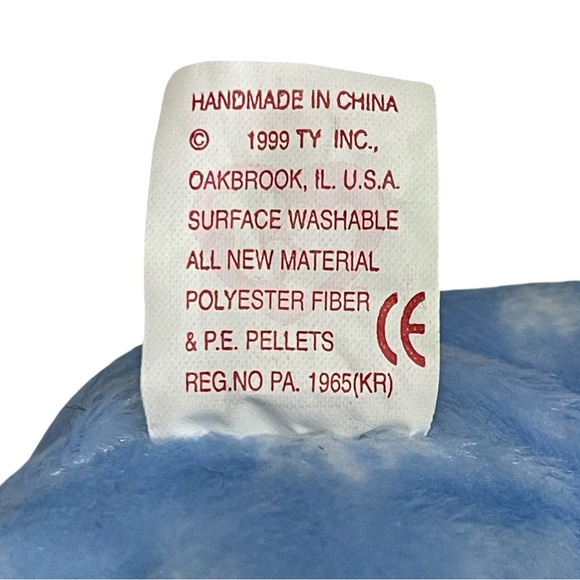 HANDMADE IN CHINA
© 1999 TY INC.,
OAKBROOK, IL. U.S.A.
SURFACE WASHABLE
ALL NEW MATERIAL
POLYESTER FIBER
& P.E. PELLETS CE
REG.NO PA. 1965(KR)